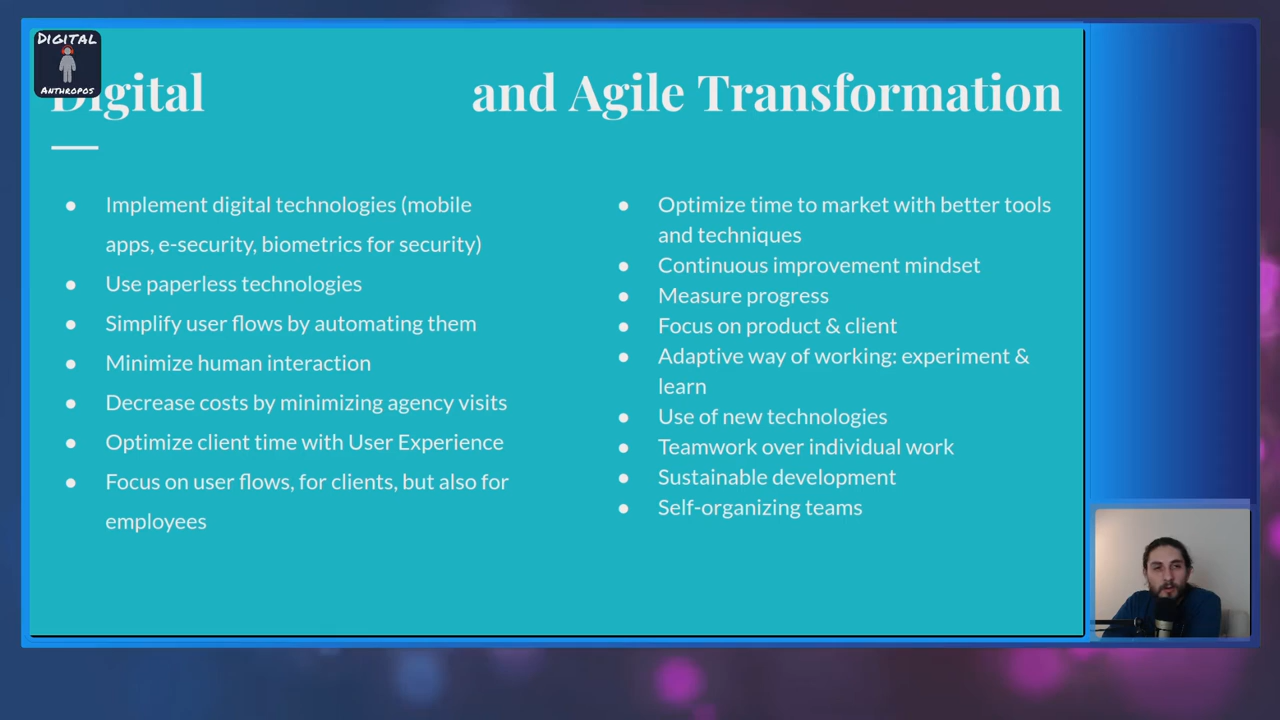 DIGITAL
ANTHROPOS
Digital and Agile Transformation
● Implement digital technologies (mobile
apps, e-security, biometrics for security)
● Use paperless technologies
● Simplify user flows by automating them
● Minimize human interaction
● Decrease costs by minimizing agency visits
● Optimize client time with User Experience
● Focus on user flows, for clients, but also for
employees
● Optimize time to market with better tools
and techniques
● Continuous improvement mindset
● Measure progress
● Focus on product & client
● Adaptive way of working: experiment &
learn
● Use of new technologies
● Teamwork over individual work
● Sustainable development
● Self-organizing teams